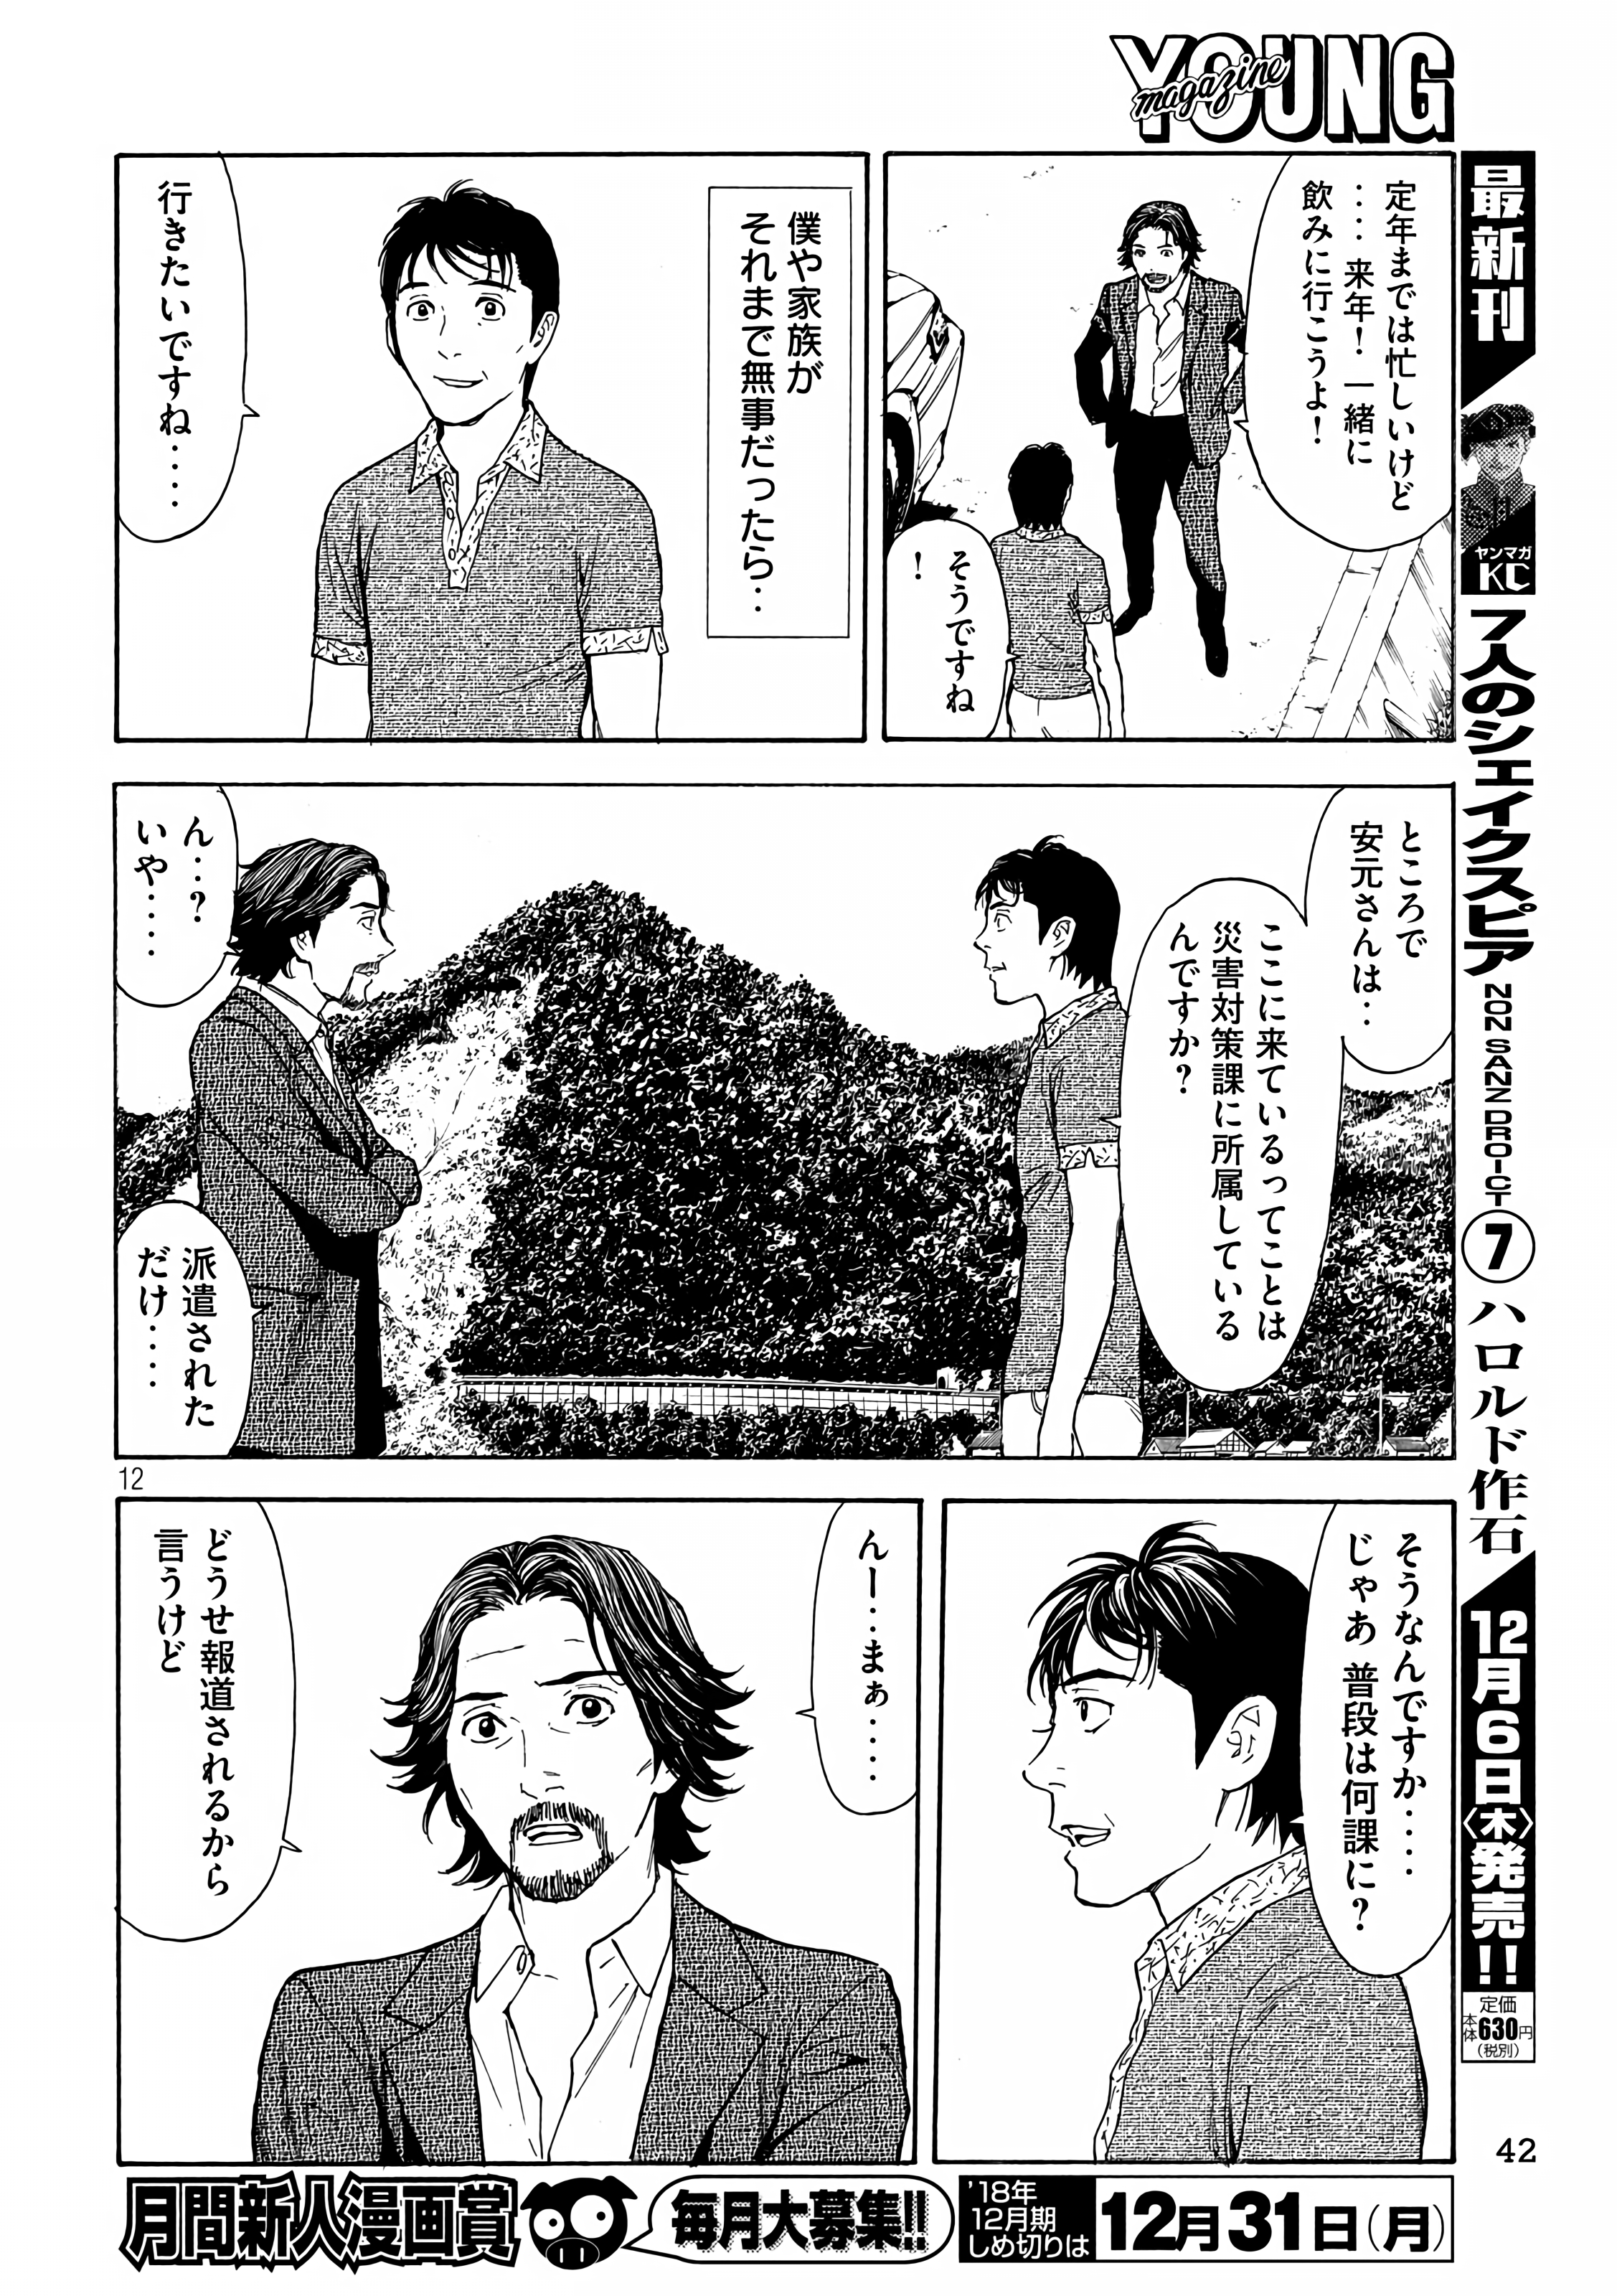 YOUNG
magazine
定年までは忙しいけど
‥‥来年！一緒に
飲みに行こうよ！
そうですね
！
僕や家族が
それまで無事だったら‥
行きたいですね‥‥
ところで
安元さんは‥
ここに来ているってことは
災害対策課に所属している
んですか？
ん‥？
いや‥‥
派遣された
だけ‥‥
12
そうなんですか‥‥
じゃあ 普段は何課に？
んー‥まぁ‥‥
どうせ報道されるから
言うけど
最新刊
ヤンマガ
KC
7人のシェイクスピア NON SANZ DROICT ⑦ ハロルド作石
12月6日〈木〉発売!!
定価
本体630円
（税別）
42
月間新人漫画賞
毎月大募集!!
'18年
12月期
しめ切りは
12月31日（月）